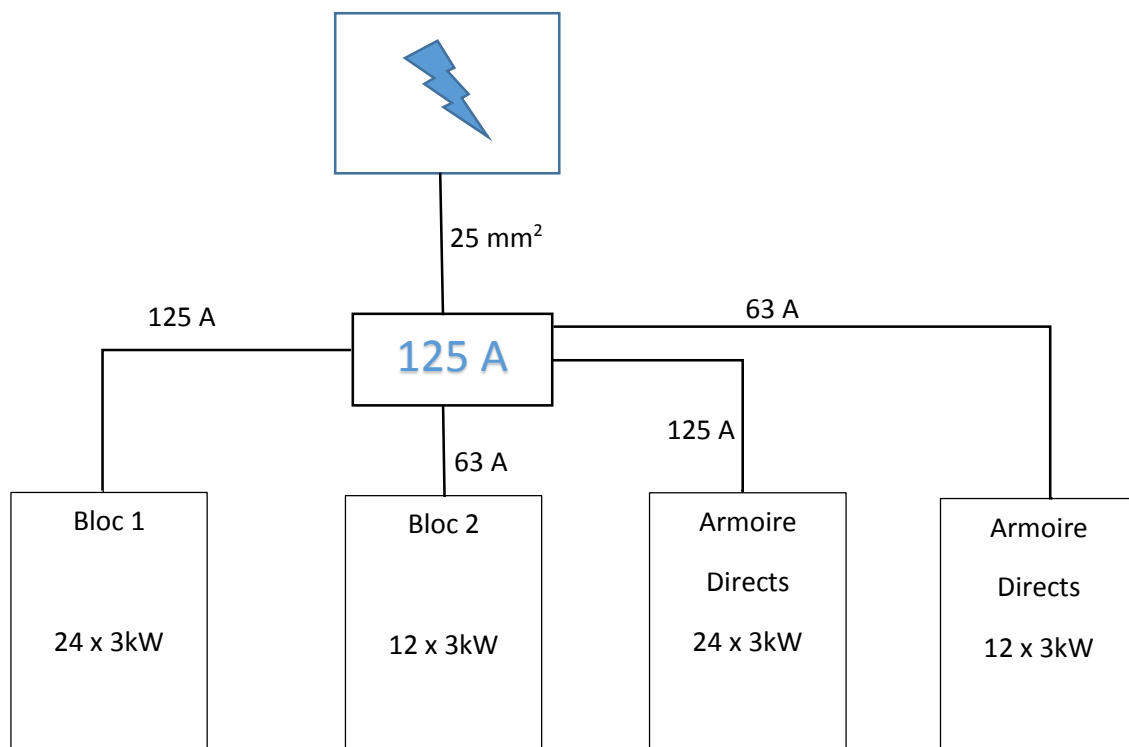 25 mm²
125 A
63 A
125 A
125 A
63 A
Bloc 1
24 x 3kW
Bloc 2
12 x 3kW
Armoire
Directs
24 x 3kW
Armoire
Directs
12 x 3kW